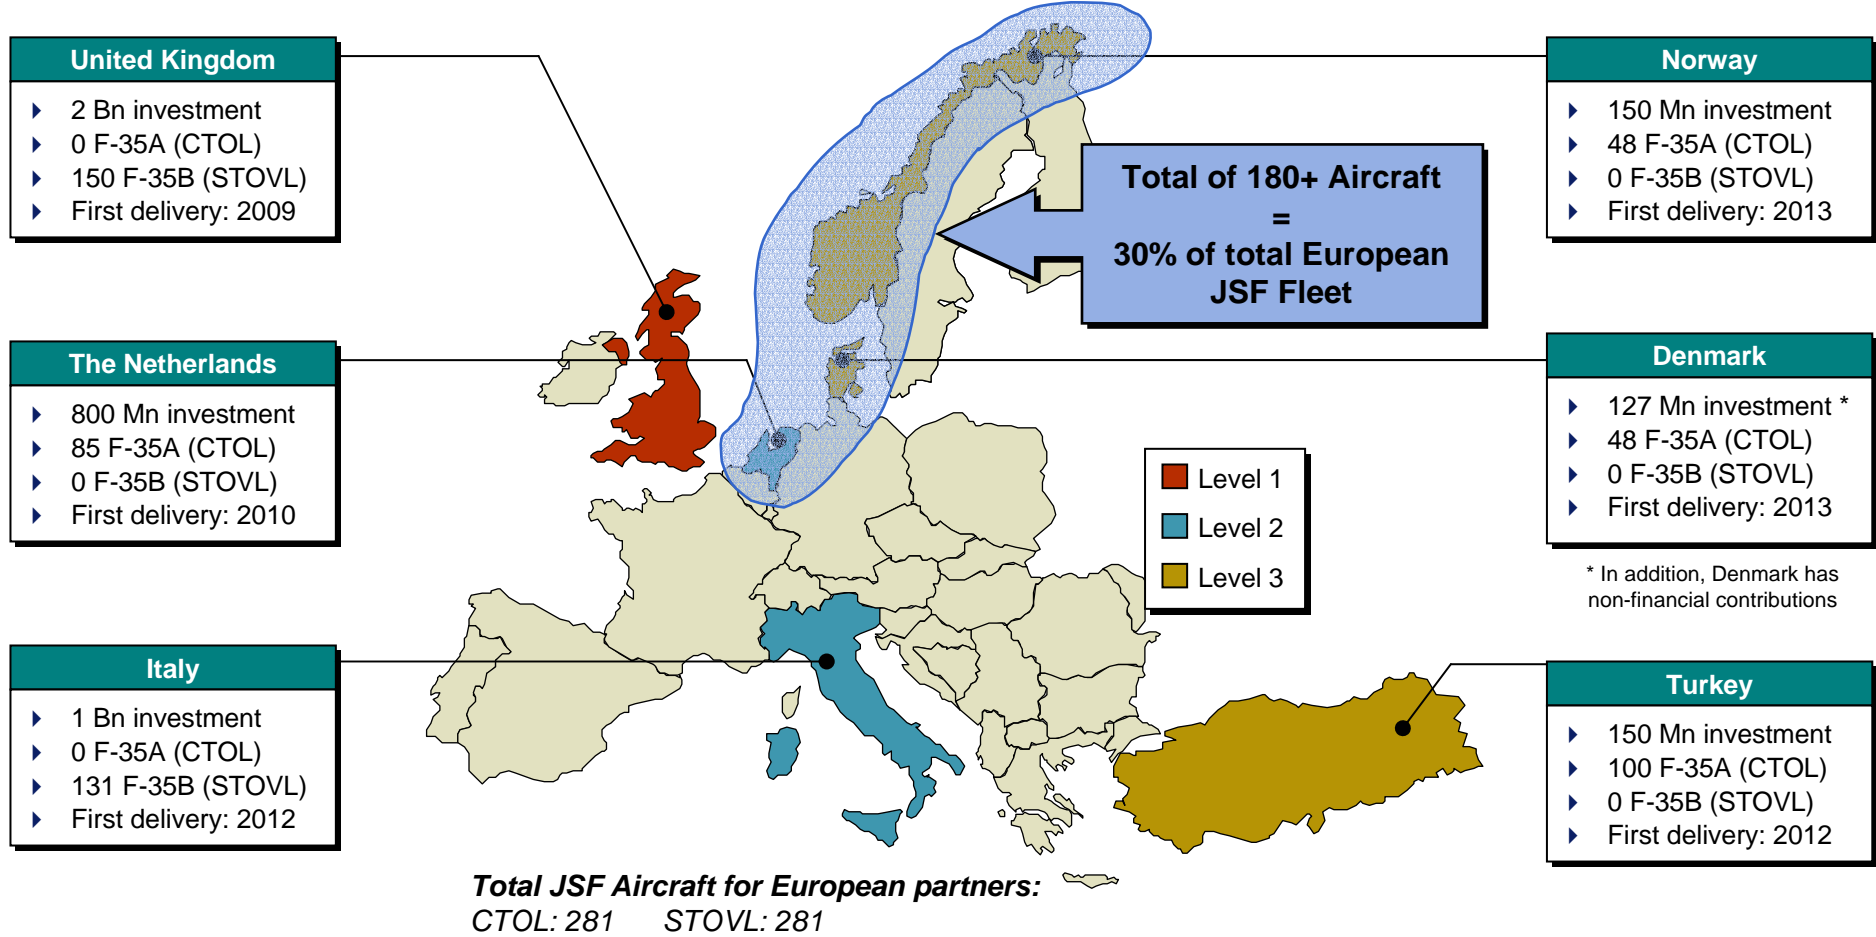 United Kingdom
2 Bn investment
0 F-35A (CTOL)
150 F-35B (STOVL)
First delivery: 2009
The Netherlands
800 Mn investment
85 F-35A (CTOL)
0 F-35B (STOVL)
First delivery: 2010
Italy
1 Bn investment
0 F-35A (CTOL)
131 F-35B (STOVL)
First delivery: 2012
Total of 180+ Aircraft
=
30% of total European
JSF Fleet
Level 1
Level 2
Level 3
Norway
150 Mn investment
48 F-35A (CTOL)
0 F-35B (STOVL)
First delivery: 2013
Denmark
127 Mn investment *
48 F-35A (CTOL)
0 F-35B (STOVL)
First delivery: 2013
* In addition, Denmark has
non-financial contributions
Turkey
150 Mn investment
100 F-35A (CTOL)
0 F-35B (STOVL)
First delivery: 2012
Total JSF Aircraft for European partners:
CTOL: 281 STOVL: 281